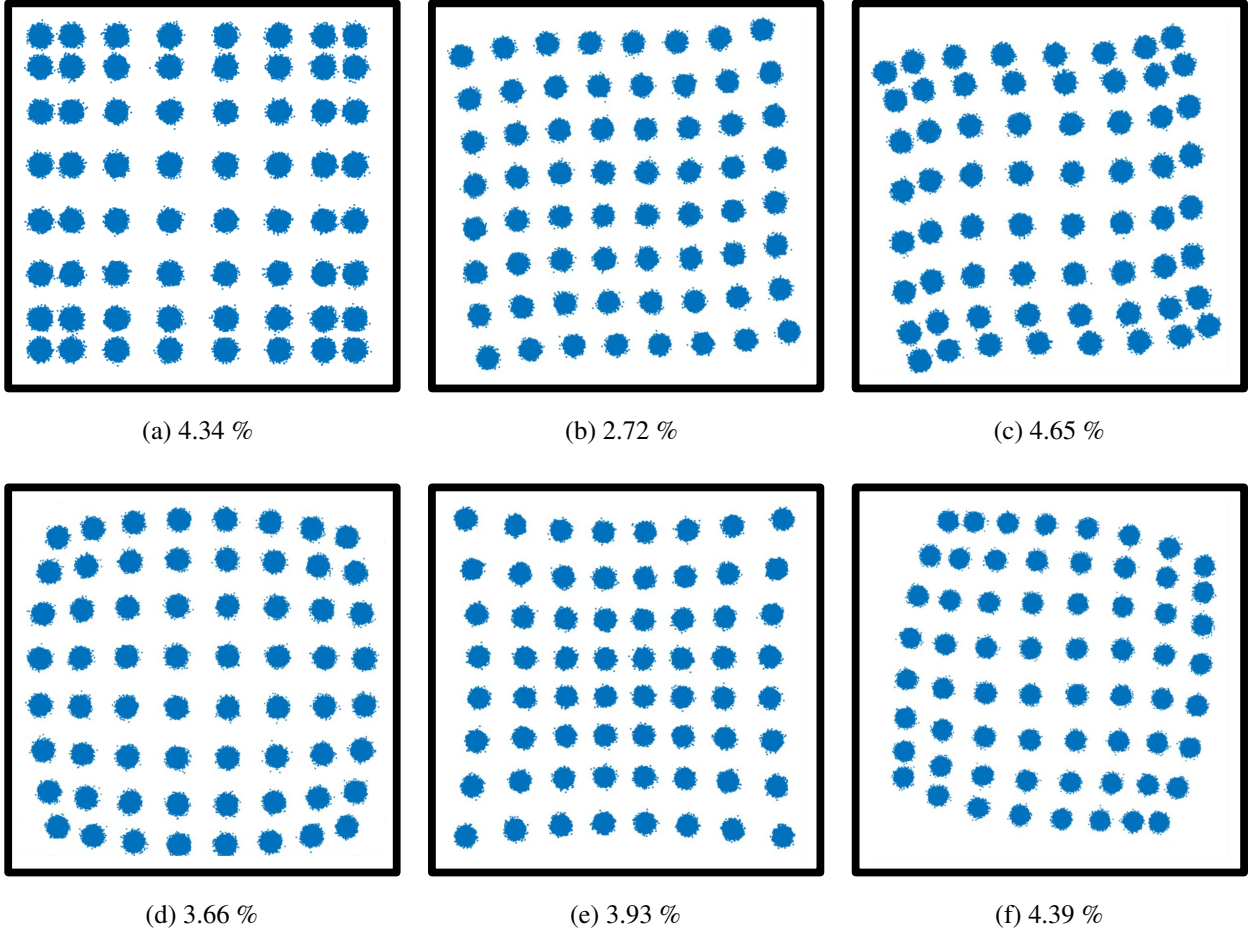 (a) 4.34 %
(b) 2.72 %
(c) 4.65 %
(d) 3.66 %
(e) 3.93 %
(f) 4.39 %